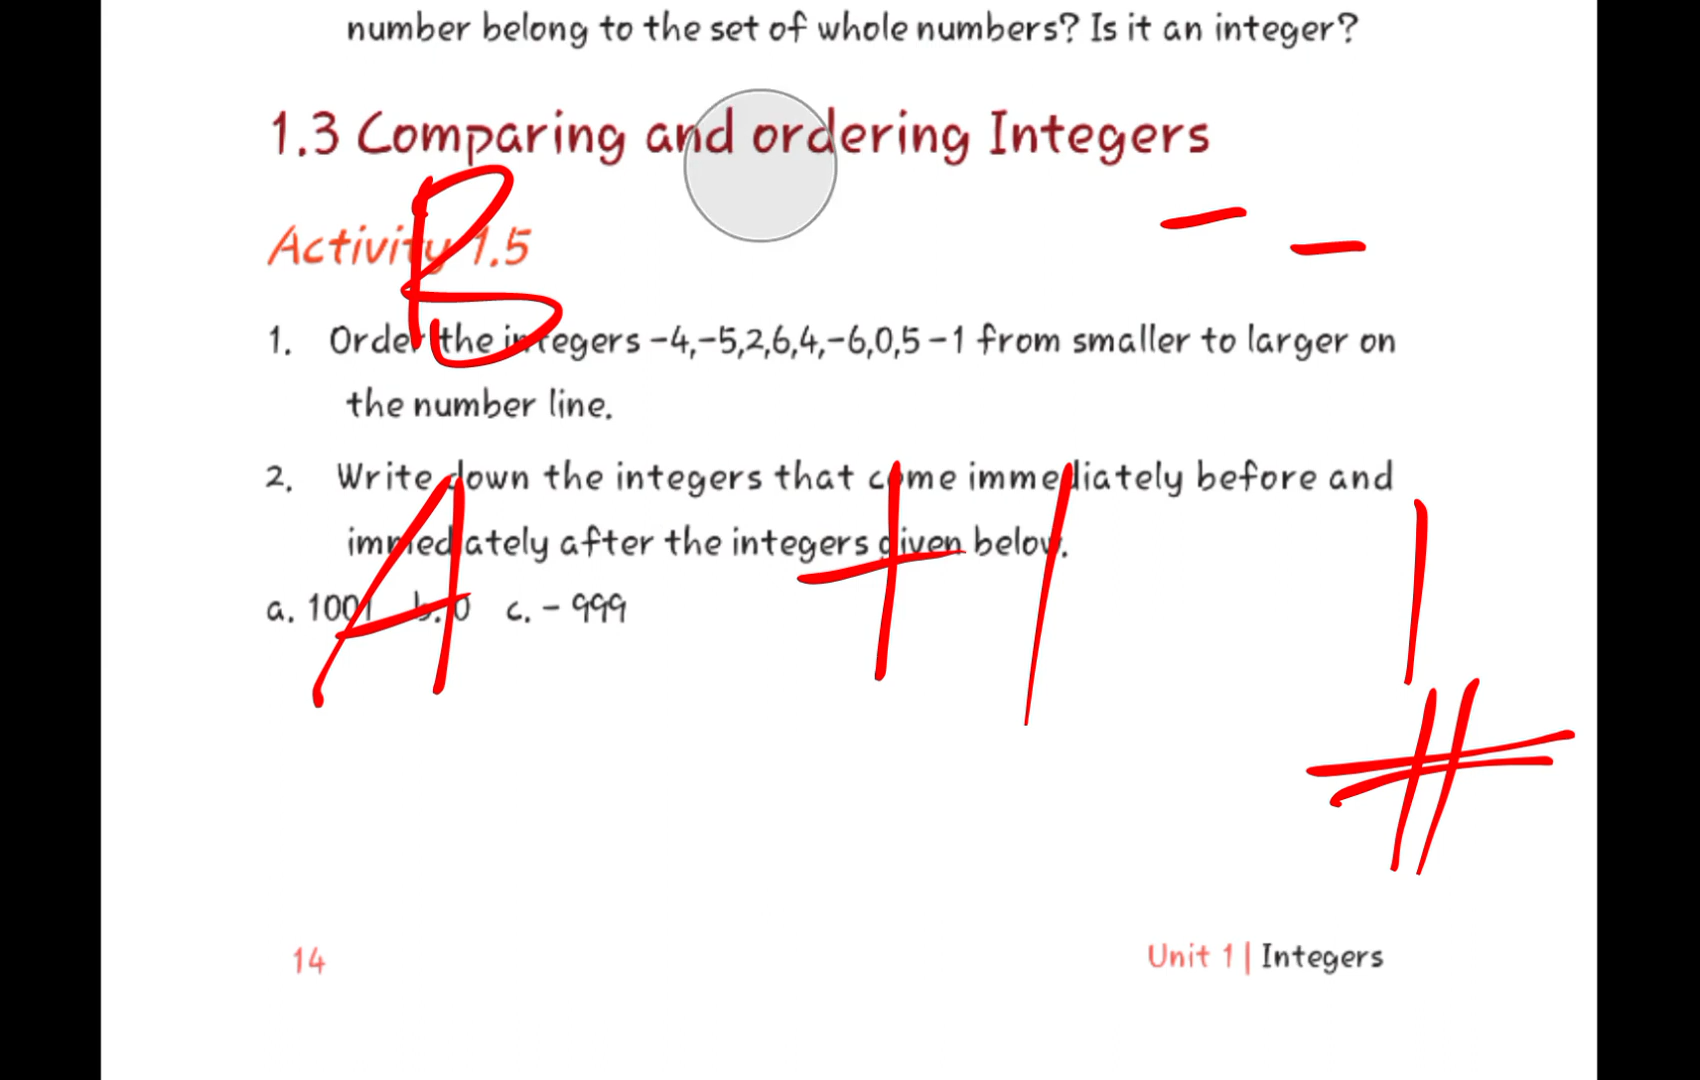 number belong to the set of whole numbers? Is it an integer?
1.3 Comparing and ordering Integers
B
Activity 1.5
1. Order the integers −4,−5,2,6,4,−6,0,5 −1 from smaller to larger on
the number line.
2. Write down the integers that come immediately before and
immediately after the integers given below.
a. 1001 b. 0 c. − 999
A
14
Unit 1 | Integers